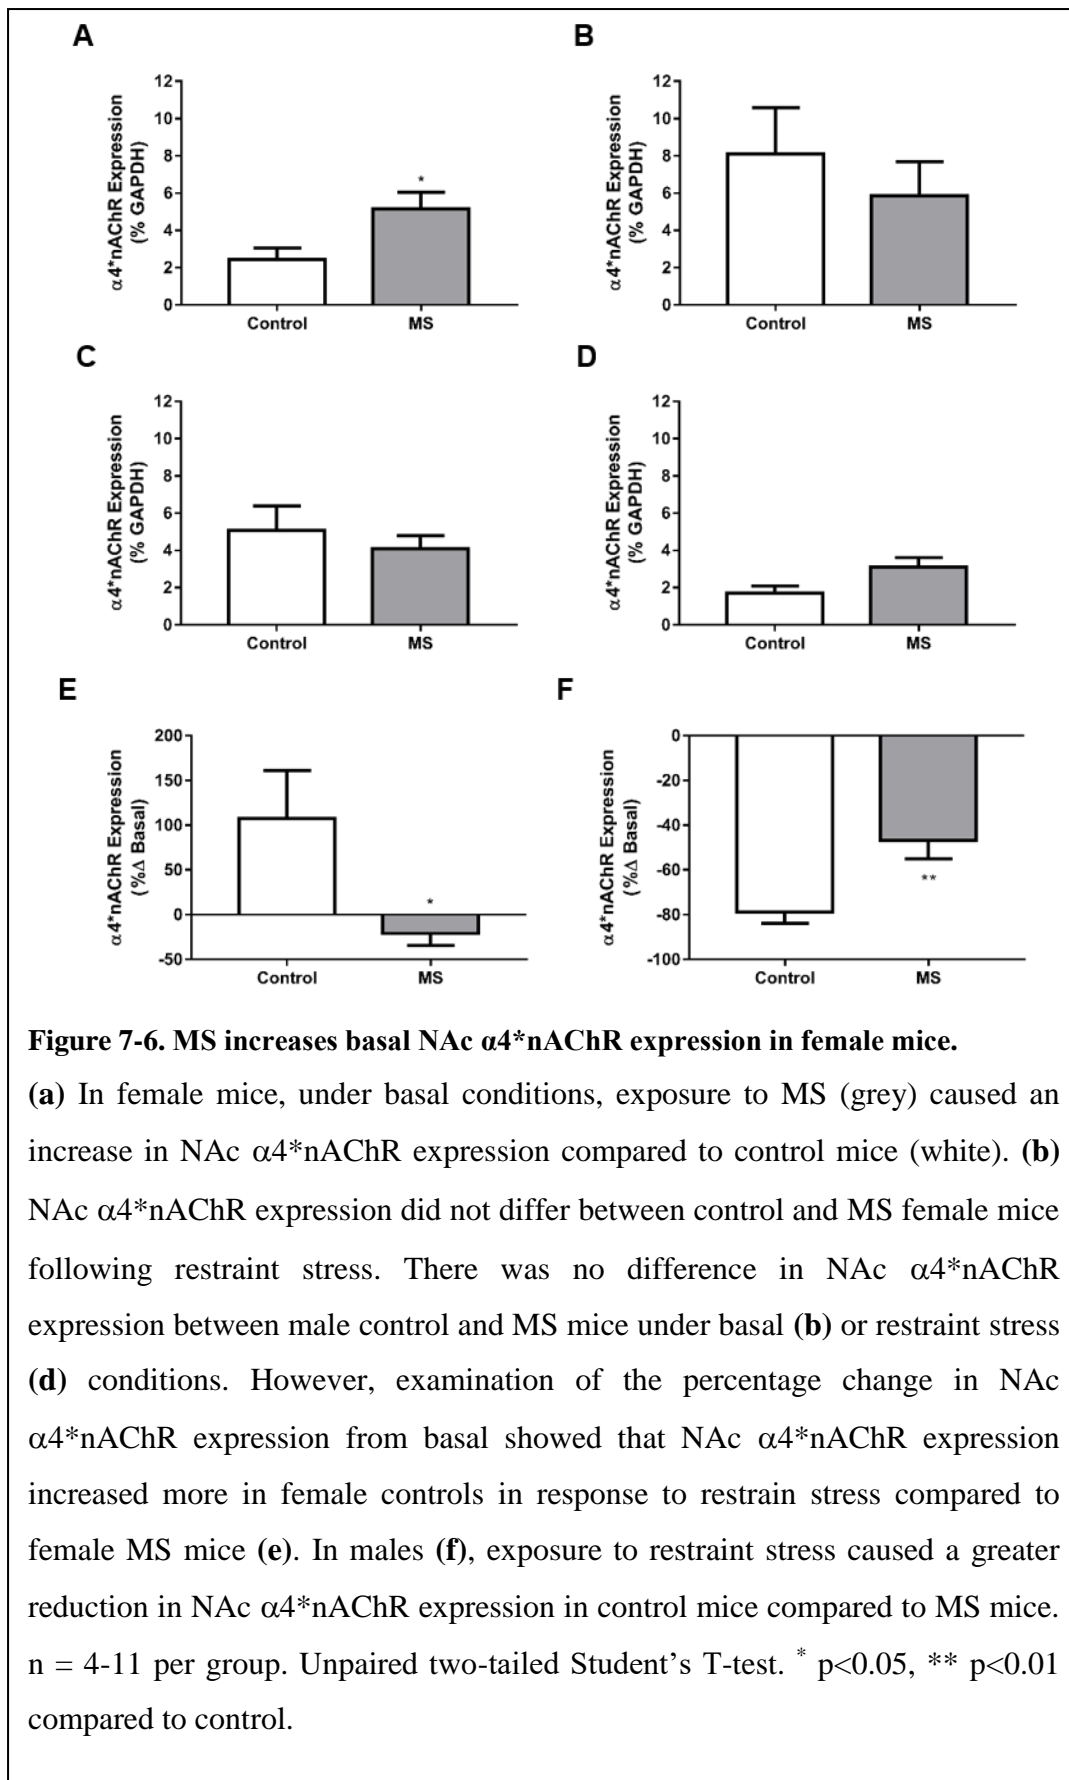 A
B
α4*nAChR Expression
(% GAPDH)
12
10
8
6
4
2
0
*
Control
MS
α4*nAChR Expression
(% GAPDH)
12
10
8
6
4
2
0
Control
MS
C
D
α4*nAChR Expression
(% GAPDH)
12
10
8
6
4
2
0
Control
MS
α4*nAChR Expression
(% GAPDH)
12
10
8
6
4
2
0
Control
MS
E
F
α4*nAChR Expression
(%Δ Basal)
200
150
100
50
0
-50
*
Control
MS
α4*nAChR Expression
(%Δ Basal)
0
-20
-40
-60
-80
-100
**
Control
MS
Figure 7-6. MS increases basal NAc α4*nAChR expression in female mice.
(a) In female mice, under basal conditions, exposure to MS (grey) caused an
increase in NAc α4*nAChR expression compared to control mice (white). (b)
NAc α4*nAChR expression did not differ between control and MS female mice
following restraint stress. There was no difference in NAc α4*nAChR
expression between male control and MS mice under basal (b) or restraint stress
(d) conditions. However, examination of the percentage change in NAc
α4*nAChR expression from basal showed that NAc α4*nAChR expression
increased more in female controls in response to restrain stress compared to
female MS mice (e). In males (f), exposure to restraint stress caused a greater
reduction in NAc α4*nAChR expression in control mice compared to MS mice.
n = 4-11 per group. Unpaired two-tailed Student’s T-test. * p<0.05, ** p<0.01
compared to control.